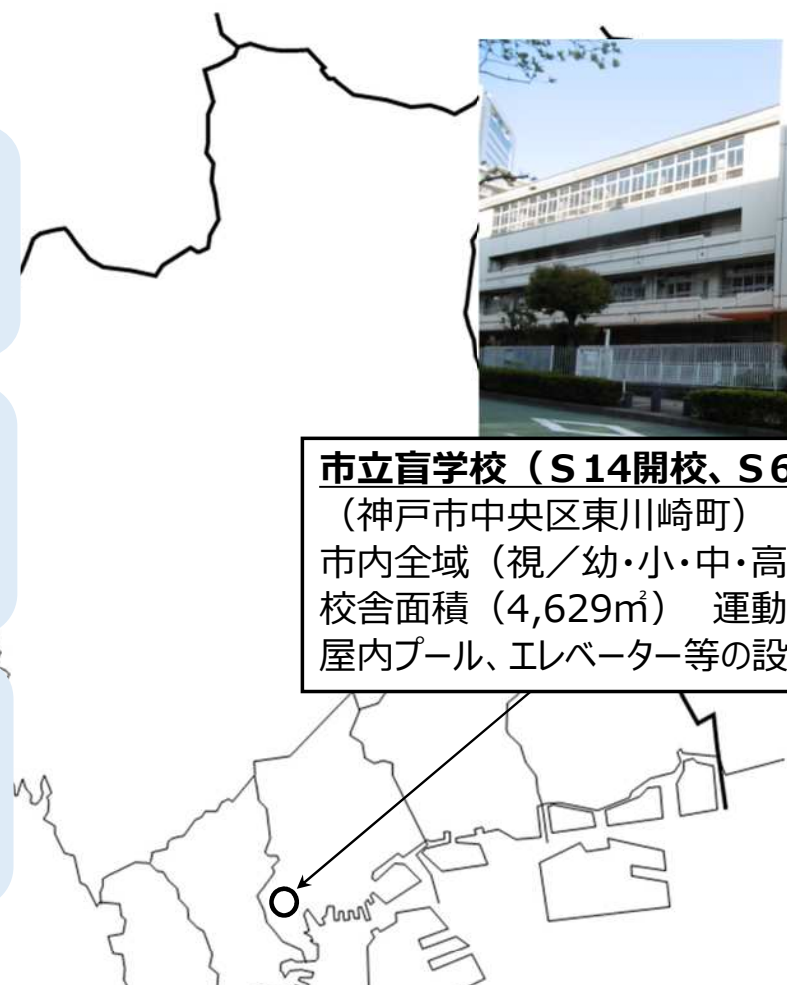 市立盲学校（Ｓ14開校、Ｓ6
（神戸市中央区東川崎町）
市内全域（視／幼・小・中・高
校舎面積（4,629㎡）　運動
屋内プール、エレベーター等の設